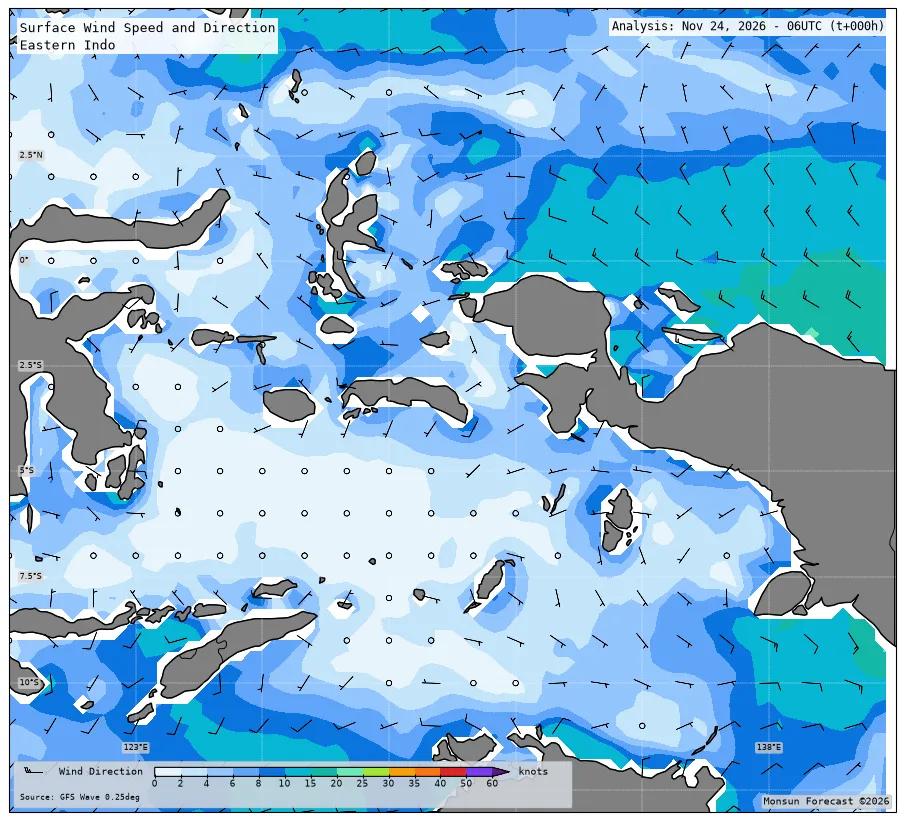 Surface Wind Speed and Direction
Eastern Indo
Analysis: Nov 24, 2026 - 06UTC (t+000h)
2.5°N
0°
2.5°S
5°S
7.5°S
10°S
123°E
138°E
Wind Direction
knots
0 2 4 6 8 10 15 20 25 30 35 40 50 60
Source: GFS Wave 0.25deg
Monsun Forecast ©2026